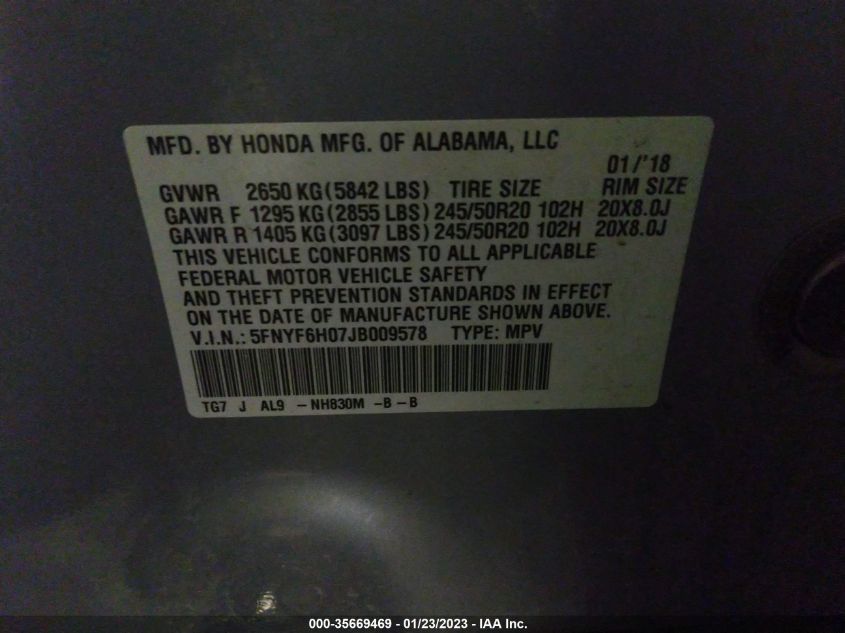 MFD. BY HONDA MFG. OF ALABAMA, LLC
01/'18
GVWR 2650 KG (5842 LBS) TIRE SIZE RIM SIZE
GAWR F 1295 KG (2855 LBS) 245/50R20 102H 20X8.0J
GAWR R 1405 KG (3097 LBS) 245/50R20 102H 20X8.0J
THIS VEHICLE CONFORMS TO ALL APPLICABLE
FEDERAL MOTOR VEHICLE SAFETY
AND THEFT PREVENTION STANDARDS IN EFFECT
ON THE DATE OF MANUFACTURE SHOWN ABOVE.
V.I.N.: 5FNYF6H07JB009578 TYPE: MPV
TG7 J AL9 -NH830M -B-B
000-35669469 - 01/23/2023 - IAA Inc.